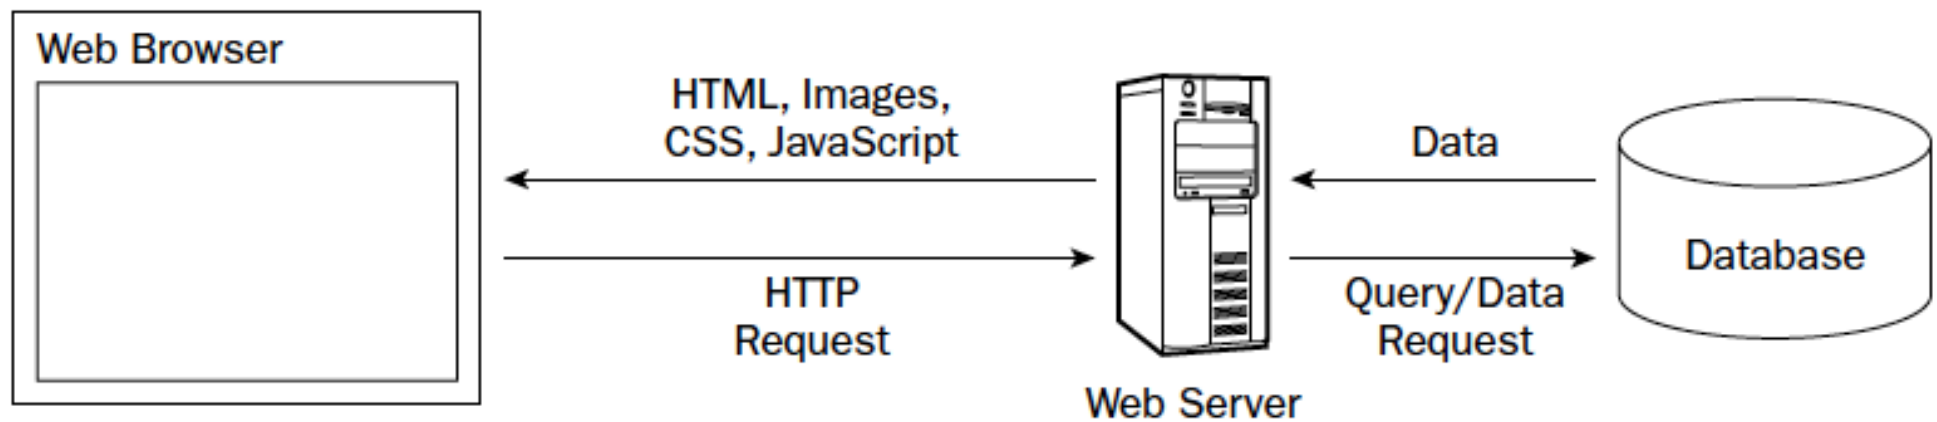 Web Browser
HTML, Images,
CSS, JavaScript
HTTP
Request
Web Server
Data
Query/Data
Request
Database